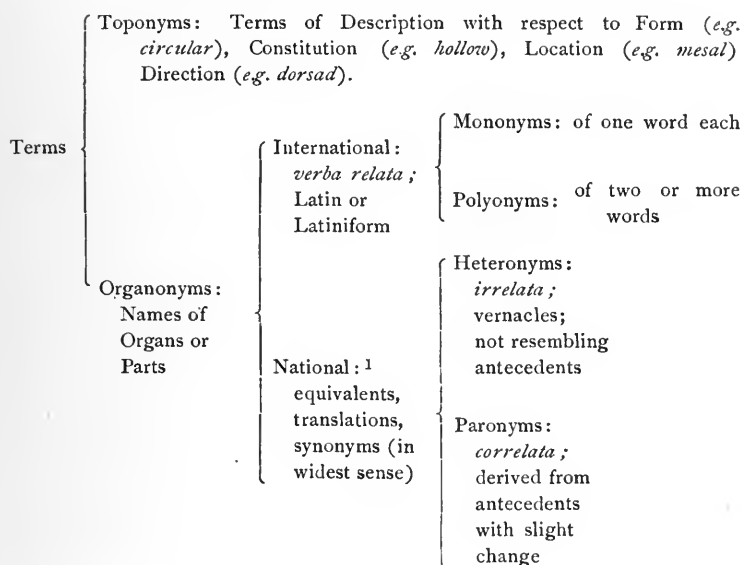 Toponyms: Terms of Description with respect to Form (e.g.
circular), Constitution (e.g. hollow), Location (e.g. mesal)
Direction (e.g. dorsad).
Terms
International:
verba relata;
Latin or
Latiniform
Mononyms: of one word each
Polyonyms: of two or more
words
Organonyms:
Names of
Organs or
Parts
National: 1
equivalents,
translations,
synonyms (in
widest sense)
Heteronyms:
irrelata;
vernacles;
not resembling
antecedents
Paronyms:
correlata;
derived from
antecedents
with slight
change